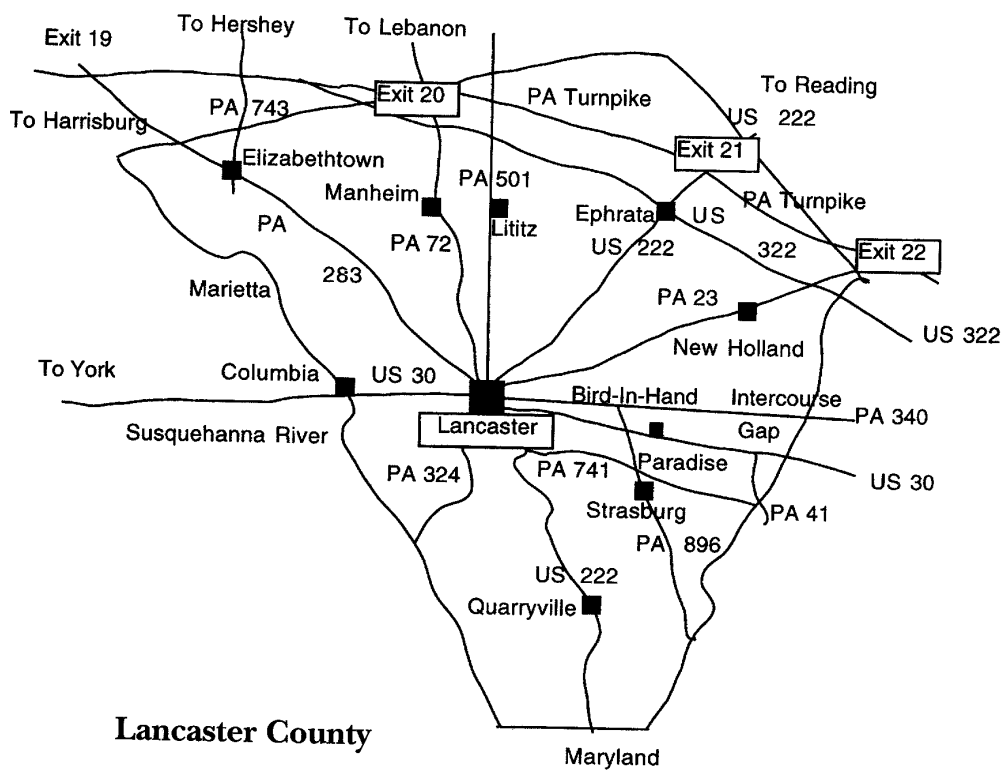 To Hershey
To Lebanon
Exit 19
To Reading
Exit 20
PA Turnpike
PA 743
US 222
To Harrisburg
Exit 21
Elizabethtown
PA 501
Manheim
PA Turnpike
Ephrata
US
322
PA
Lititz
PA 72
US 222
Exit 22
283
Marietta
PA 23
US 322
New Holland
To York
Columbia
US 30
Bird-In-Hand
Intercourse
PA 340
Lancaster
Gap
Susquehanna River
PA 324
PA 741
Paradise
US 30
Strasburg
PA 41
PA 896
US 222
Quarryville
Lancaster County
Maryland